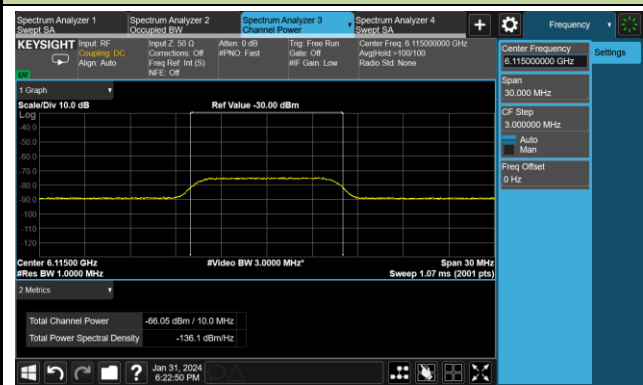 Spectrum Analyzer 1
Swept SA
Spectrum Analyzer 2
Occupied BW
Spectrum Analyzer 3
Channel Power
Spectrum Analyzer 4
Swept SA
+
Frequency
KEYSIGHT
Input: RF
Coupling: DC
Align: Auto
Input Z: 50 Ω
Corrections: Off
Freq Ref: Int (S)
NFE: Off
Atten: 0 dB
#PNO: Fast
Trig: Free Run
Gate: Off
#IF Gain: Low
Center Freq: 6.115000000 GHz
Avg|Hold:>100/100
Radio Std: None
Center Frequency
6.115000000 GHz
Settings
Span
30.000 MHz
CF Step
3.000000 MHz
Auto
Man
Freq Offset
0 Hz
1 Graph
Scale/Div 10.0 dB
Ref Value -30.00 dBm
Log
-40.0
-50.0
-60.0
-70.0
-80.0
-90.0
-100
-110
-120
Center 6.11500 GHz
#Video BW 3.0000 MHz*
Span 30 MHz
#Res BW 1.0000 MHz
Sweep 1.07 ms (2001 pts)
2 Metrics
Total Channel Power
-66.05 dBm / 10.0 MHz
Total Power Spectral Density
-136.1 dBm/Hz
?
Jan 31, 2024
6:22:50 PM